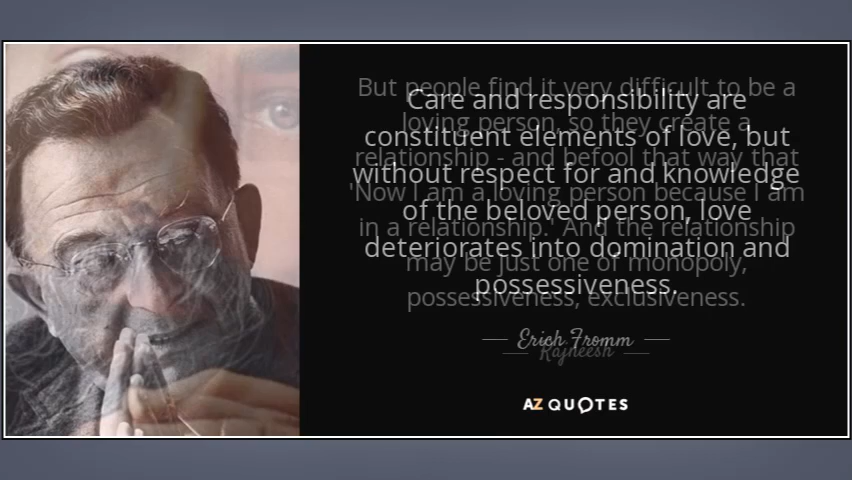 Care and responsibility are
constituent elements of love, but
without respect for and knowledge
of the beloved person, love
deteriorates into domination and
possessiveness.
Erich Fromm
But people find it very difficult to be a
loving person, so they create a
relationship - and befool that way that
'Now I am a loving person because I am
in a relationship.' And the relationship
may be just one of monopoly,
possessiveness, exclusiveness.
Rajneesh
AZ QUOTES